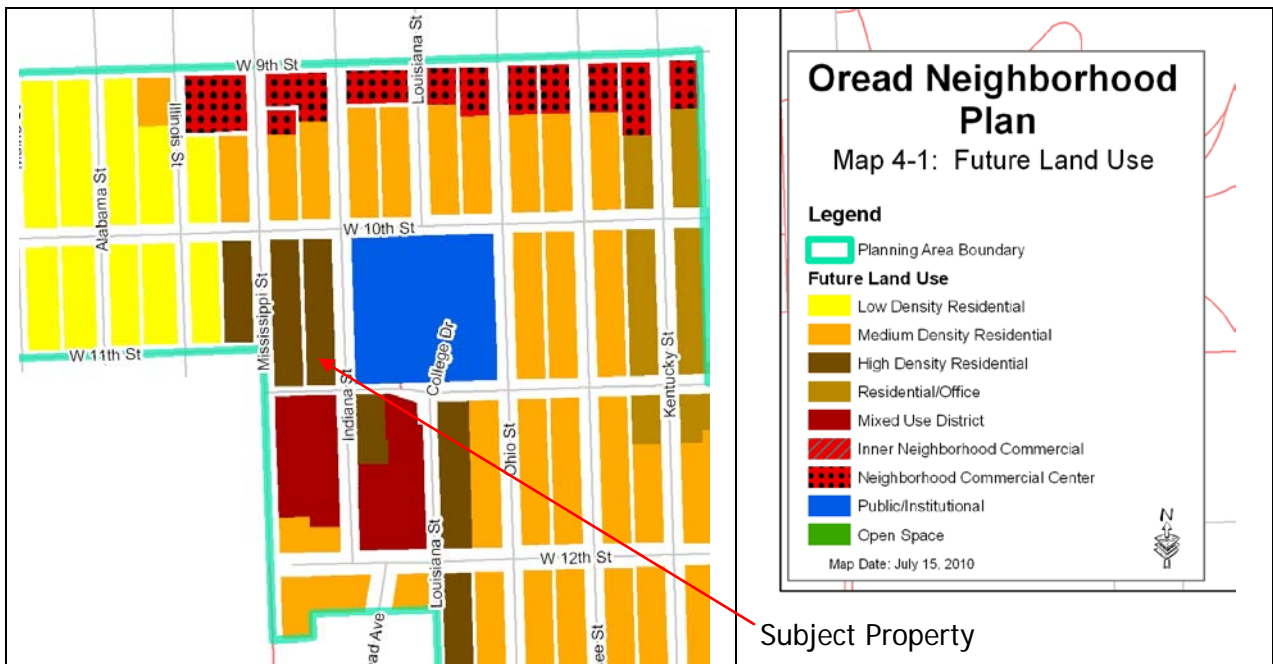 W 9th St
Louisiana St
Illinois St
Alabama St
W 10th St
Mississippi St
W 11th St
College Dr
Kentucky St
Indiana St
Ohio St
Louisiana St
W 12th St
Oread Neighborhood
Plan
Map 4-1: Future Land Use
Legend
Planning Area Boundary
Future Land Use
Low Density Residential
Medium Density Residential
High Density Residential
Residential/Office
Mixed Use District
Inner Neighborhood Commercial
Neighborhood Commercial Center
Public/Institutional
Open Space
N
Map Date: July 15, 2010
Subject Property